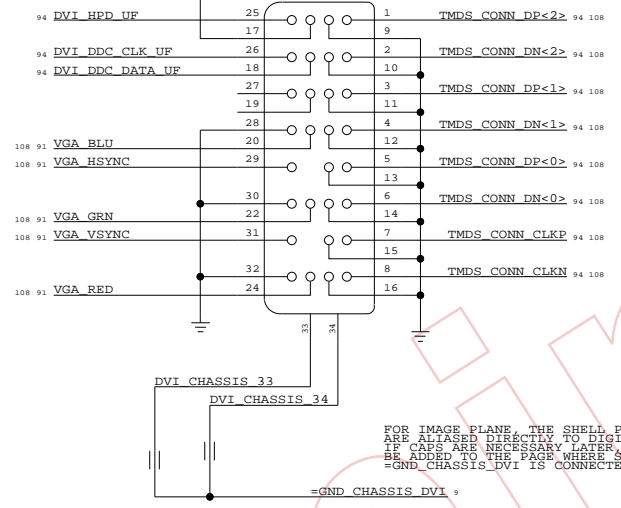 94 DVI_HPD_UF 25 1 TMDS_CONN_DP<2> 94 108
17 9
94 DVI_DDC_CLK_UF 26 2 TMDS_CONN_DN<2> 94 108
94 DVI_DDC_DATA_UF 18 10
27 3 TMDS_CONN_DP<1> 94 108
19 11
28 4 TMDS_CONN_DN<1> 94 108
108 91 VGA_BLU 20 12
108 91 VGA_HSYNC 29 5 TMDS_CONN_DP<0> 94 108
13
30 6 TMDS_CONN_DN<0> 94 108
108 91 VGA_GRN 22 14
108 91 VGA_VSYNC 31 7 TMDS_CONN_CLKP 94 108
15
32 8 TMDS_CONN_CLKN 94 108
108 91 VGA_RED 24 16
33 34
DVI_CHASSIS_33
DVI_CHASSIS_34
FOR IMAGE PLANE, THE SHELL P
ARE ALIASED DIRECTLY TO DIGI
IF CAPS ARE NECESSARY LATER,
BE ADDED TO THE PAGE WHERE S
=GND_CHASSIS_DVI IS CONNECTE
=GND_CHASSIS_DVI 9